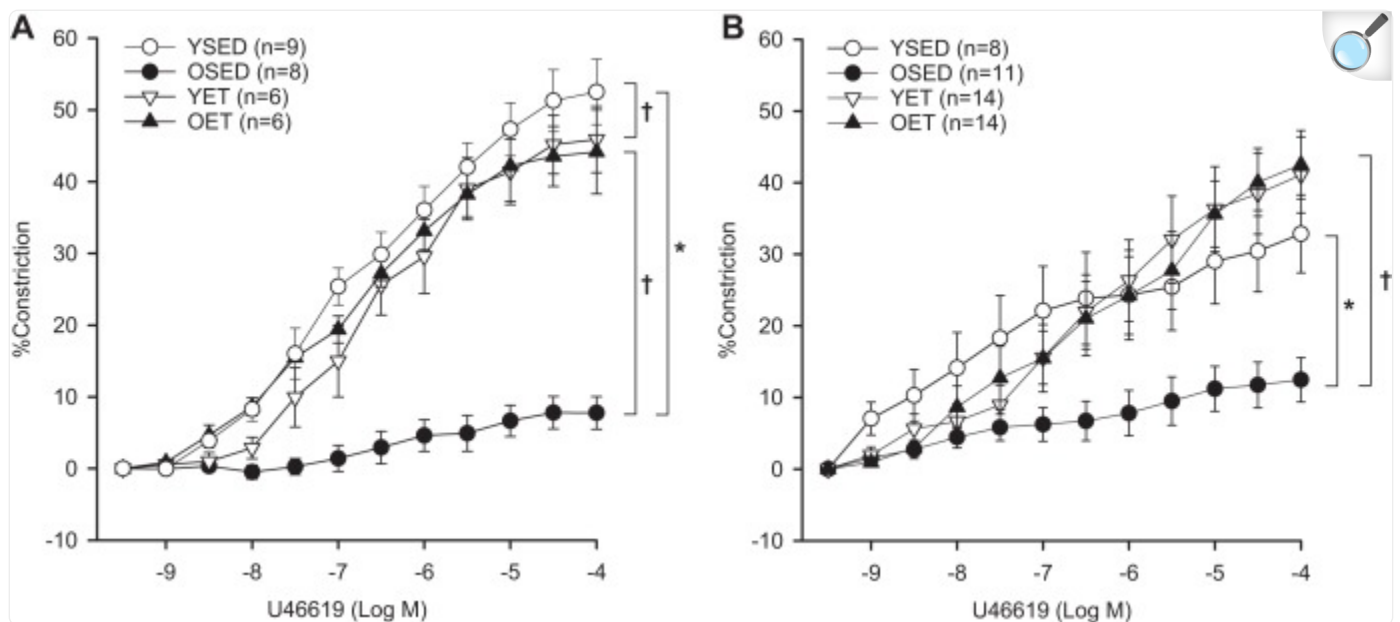 A
60
50
40
30
20
10
0
-10
%Constriction
YSED (n=9)
OSED (n=8)
YET (n=6)
OET (n=6)
†
†
*
-9 -8 -7 -6 -5 -4
U46619 (Log M)
B
60
50
40
30
20
10
0
-10
%Constriction
YSED (n=8)
OSED (n=11)
YET (n=14)
OET (n=14)
*
†
-9 -8 -7 -6 -5 -4
U46619 (Log M)